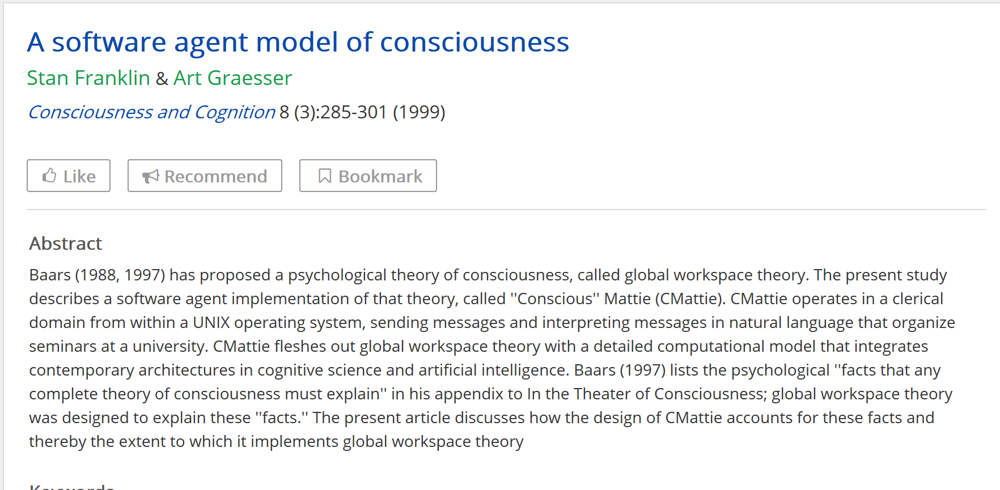 A software agent model of consciousness
Stan Franklin & Art Graesser
Consciousness and Cognition 8 (3):285-301 (1999)
Like Recommend Bookmark
Abstract
Baars (1988, 1997) has proposed a psychological theory of consciousness, called global workspace theory. The present study
describes a software agent implementation of that theory, called ''Conscious'' Mattie (CMattie). CMattie operates in a clerical
domain from within a UNIX operating system, sending messages and interpreting messages in natural language that organize
seminars at a university. CMattie fleshes out global workspace theory with a detailed computational model that integrates
contemporary architectures in cognitive science and artificial intelligence. Baars (1997) lists the psychological ''facts that any
complete theory of consciousness must explain'' in his appendix to In the Theater of Consciousness; global workspace theory
was designed to explain these ''facts.'' The present article discusses how the design of CMattie accounts for these facts and
thereby the extent to which it implements global workspace theory
Keywords